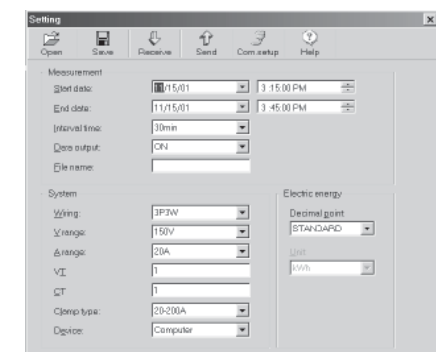 Setting
Open Save Receive Send Com.setup Help
Measurement
Start date: 11/15/01 3:15:00 PM
End date: 11/15/01 3:45:00 PM
Interval time: 30min
Data output: ON
File name:
System
Wiring: 3P3W
V range: 150V
A range: 20A
VT 1
CT 1
Clamp type: 20-200A
Device: Computer
Electric energy
Decimal point
STANDARD
Unit
kWh